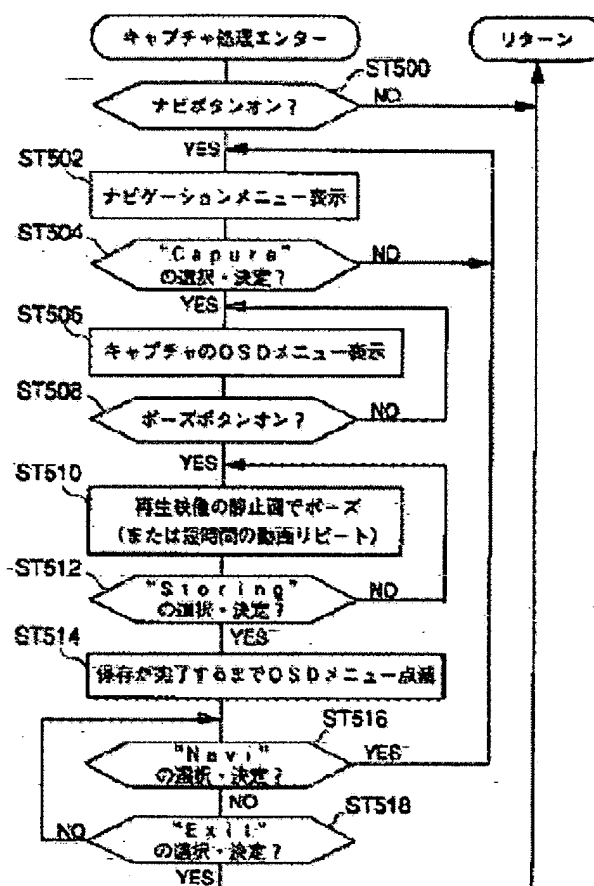 キャプチャ処理エンター
リターン
ST500
ナビボタンオン?
NO
YES
ST502
ナビゲーションメニュー表示
ST504
"Capure"
の選択・決定?
NO
YES
ST506
キャプチャのOSDメニュー表示
ST508
ポーズボタンオン?
NO
YES
ST510
再生映像の静止画でポーズ
(または短時間の動画リピート)
ST512
"Storing"
の選択・決定?
NO
YES
ST514
保存が完了するまでOSDメニュー点滅
ST516
"Navi"
の選択・決定?
YES
NO
ST518
"Exit"
の選択・決定?
NO
YES